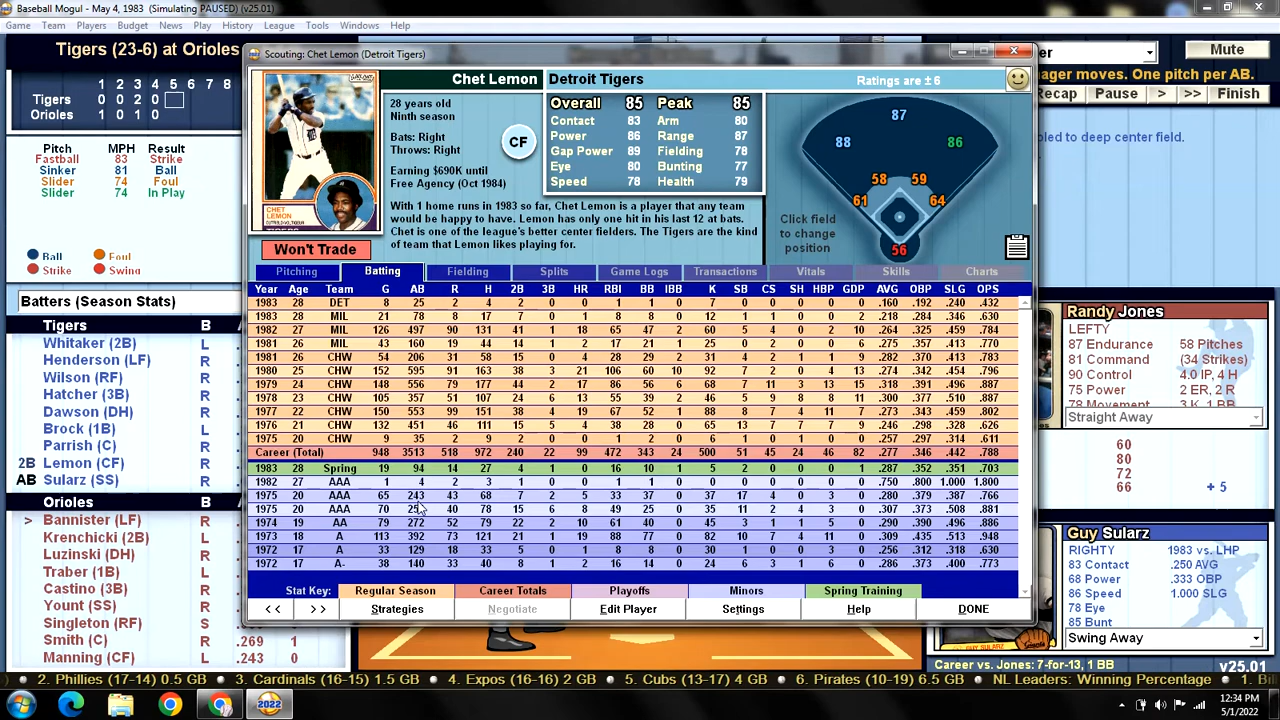 Baseball Mogul - May 4, 1983 (Simulating PAUSED) (v25.01)
Game Team Players Budget News Play History League Tools Windows Help
Tigers (23-6) at Orioles
1 2 3 4 5 6 7 8
Tigers 0 0 2 0
Orioles 1 0 1 0
Pitch MPH Result
Fastball 83 Strike
Sinker 81 Ball
Slider 74 Foul
Slider 74 In Play
Ball Foul
Strike Swing
Batters (Season Stats)
Tigers B
Whitaker (2B) L
Henderson (LF) R
Wilson (RF) R
Hatcher (3B) R
Dawson (DH) R
Brock (1B) L
Parrish (C) R
2B Lemon (CF) R
AB Sularz (SS) R
Orioles B
> Bannister (LF) R
Krenchicki (2B) L
Luzinski (DH) R
Traber (1B) L
Castino (3B) R
Yount (SS) R
Singleton (RF) S
Smith (C) R .269 1
Manning (CF) L .243 0
Scouting: Chet Lemon (Detroit Tigers)
Chet Lemon
Detroit Tigers
Ratings are ± 6
28 years old
Ninth season
Bats: Right
Throws: Right
Earning $690K until
Free Agency (Oct 1984)
CF
Overall 85 Peak 85
Contact 83 Arm 80
Power 86 Range 87
Gap Power 89 Fielding 78
Eye 80 Bunting 77
Speed 78 Health 79
CHET
LEMON
TIGERS
With 1 home runs in 1983 so far, Chet Lemon is a player that any team
would be happy to have. Lemon has only one hit in his last 12 at bats.
Chet is one of the league's better center fielders. The Tigers are the kind
of team that Lemon likes playing for.
87
88 86
58 59
61 64
56
Click field
to change
position
Won't Trade
Pitching Batting Fielding Splits Game Logs Transactions Vitals Skills Charts
Year Age Team G AB R H 2B 3B HR RBI BB IBB K SB CS SH HBP GDP AVG OBP SLG OPS
1983 28 DET 8 25 2 4 2 0 0 1 1 0 7 0 0 0 0 0 .160 .192 .240 .432
1983 28 MIL 21 78 8 17 7 0 1 8 8 0 12 1 1 0 0 2 .218 .284 .346 .630
1982 27 MIL 126 497 90 131 41 1 18 65 47 2 60 5 4 0 2 10 .264 .325 .459 .784
1981 26 MIL 43 160 19 44 14 1 2 17 21 1 22 2 2 0 0 6 .275 .357 .413 .770
1981 26 CHW 54 206 31 58 15 0 4 28 29 2 31 4 2 1 1 9 .282 .370 .413 .783
1980 25 CHW 152 595 91 163 38 3 21 106 60 10 92 7 2 0 4 13 .274 .342 .454 .796
1979 24 CHW 148 556 79 177 44 2 17 86 56 6 68 7 11 3 13 15 .318 .391 .496 .887
1978 23 CHW 105 357 51 107 24 6 13 55 39 2 46 5 9 8 8 11 .300 .377 .510 .887
1977 22 CHW 150 553 99 151 38 4 19 67 52 1 88 8 7 4 11 7 .273 .347 .459 .802
1976 21 CHW 132 451 46 111 15 5 4 38 28 0 65 13 7 7 7 9 .246 .298 .328 .626
1975 20 CHW 9 35 2 9 2 0 0 1 2 0 6 1 0 1 0 0 .257 .297 .314 .611
Career (Total) 948 3513 518 972 240 22 99 472 343 24 500 51 45 24 46 82 .277 .346 .442 .788
1983 28 Spring 19 94 14 27 4 1 0 16 10 1 5 2 0 0 0 1 .287 .352 .351 .703
1982 27 AAA 1 4 2 3 1 0 0 1 1 0 0 0 0 0 0 0 .750 .800 1.000 1.800
1975 20 AAA 65 243 43 68 7 2 5 33 37 0 37 17 4 0 3 4 .280 .379 .387 .766
1975 20 AAA 70 40 78 15 6 8 49 25 0 35 11 2 4 3 0 .307 .373 .508 .881
1974 19 AA 79 272 52 79 22 2 10 61 40 0 45 3 1 1 5 3 .290 .390 .496 .886
1973 18 A 113 392 73 121 21 1 19 88 77 0 82 10 7 4 11 0 .309 .435 .513 .948
1972 17 A 33 129 18 33 5 0 1 8 8 0 30 1 0 0 3 0 .256 .312 .318 .630
1972 17 A- 38 140 33 40 8 1 2 16 14 0 24 6 3 1 6 0 .286 .373 .400 .773
Stat Key: Regular Season Career Totals Playoffs Minors Spring Training
<< >> Strategies Negotiate Edit Player Settings Help DONE
Mute
nager moves. One pitch per AB.
Recap Pause > >> Finish
pled to deep center field.
Randy Jones
LEFTY
87 Endurance 58 Pitches
81 Command (34 Strikes)
90 Control 4.0 IP, 4 H
75 Power 2 ER, 2 R
78 Movement 3 K, 1 BB
Straight Away
60
80
72
66 + 5
Guy Sularz
RIGHTY 1983 vs. LHP
83 Contact .250 AVG
68 Power .333 OBP
86 Speed 1.000 SLG
78 Eye
85 Bunt
GUY SULARZ
Swing Away
Career vs. Jones: 7-for-13, 1 BB
v25.01
2. Phillies (17-14) 0.5 GB 3. Cardinals (16-15) 1.5 GB 4. Expos (16-16) 2 GB 5. Cubs (13-17) 4 GB 6. Pirates (10-19) 6.5 GB NL Leaders: Winning Percentage 1. Bil
2022
12:34 PM
5/1/2022